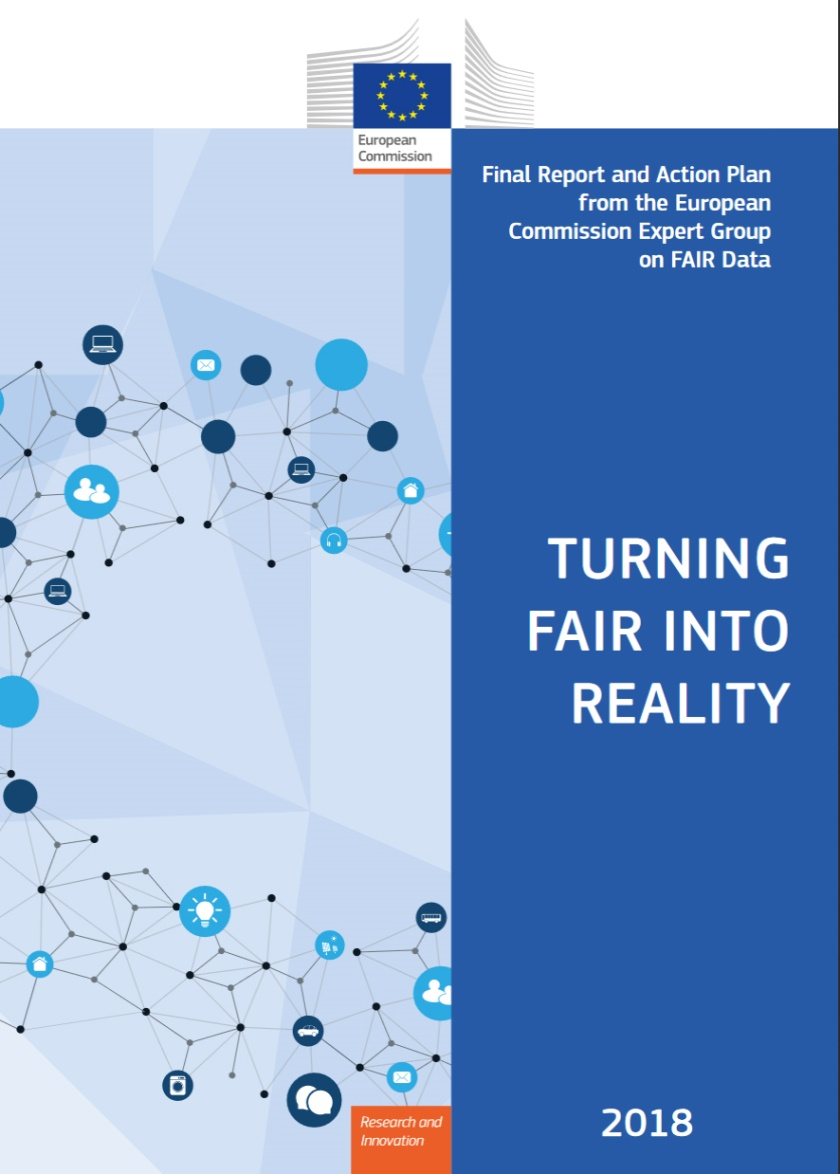 European
Commission
Final Report and Action Plan
from the European
Commission Expert Group
on FAIR Data
TURNING
FAIR INTO
REALITY
Research and
Innovation
2018